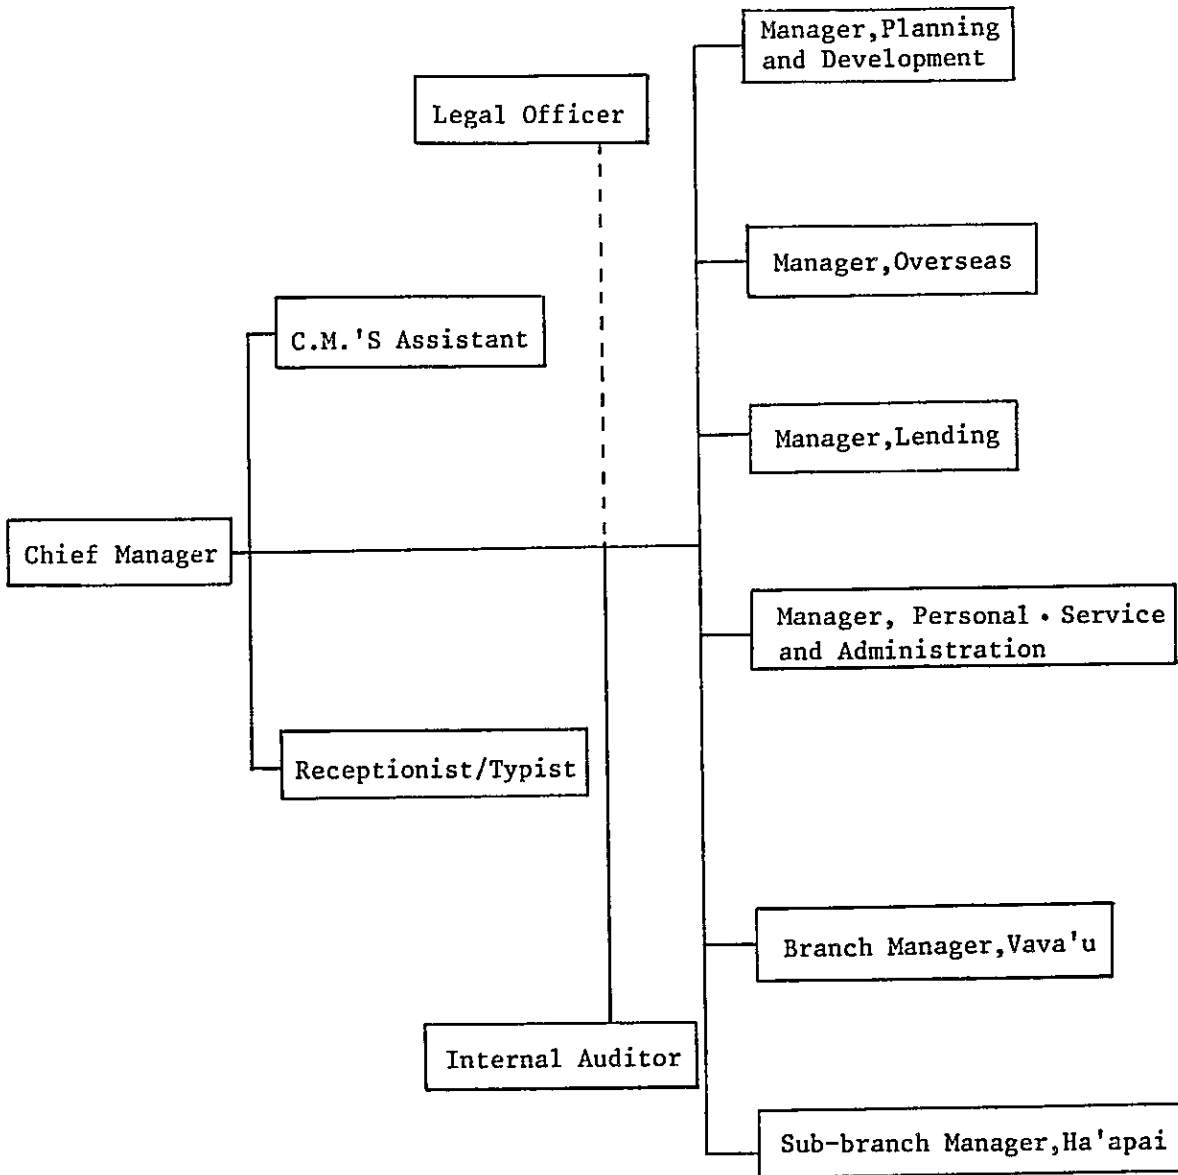 Manager,Planning
and Development
Legal Officer
Manager,Overseas
C.M.'S Assistant
Manager,Lending
Chief Manager
Manager, Personal・Service
and Administration
Receptionist/Typist
Branch Manager,Vava'u
Internal Auditor
Sub-branch Manager,Ha'apai